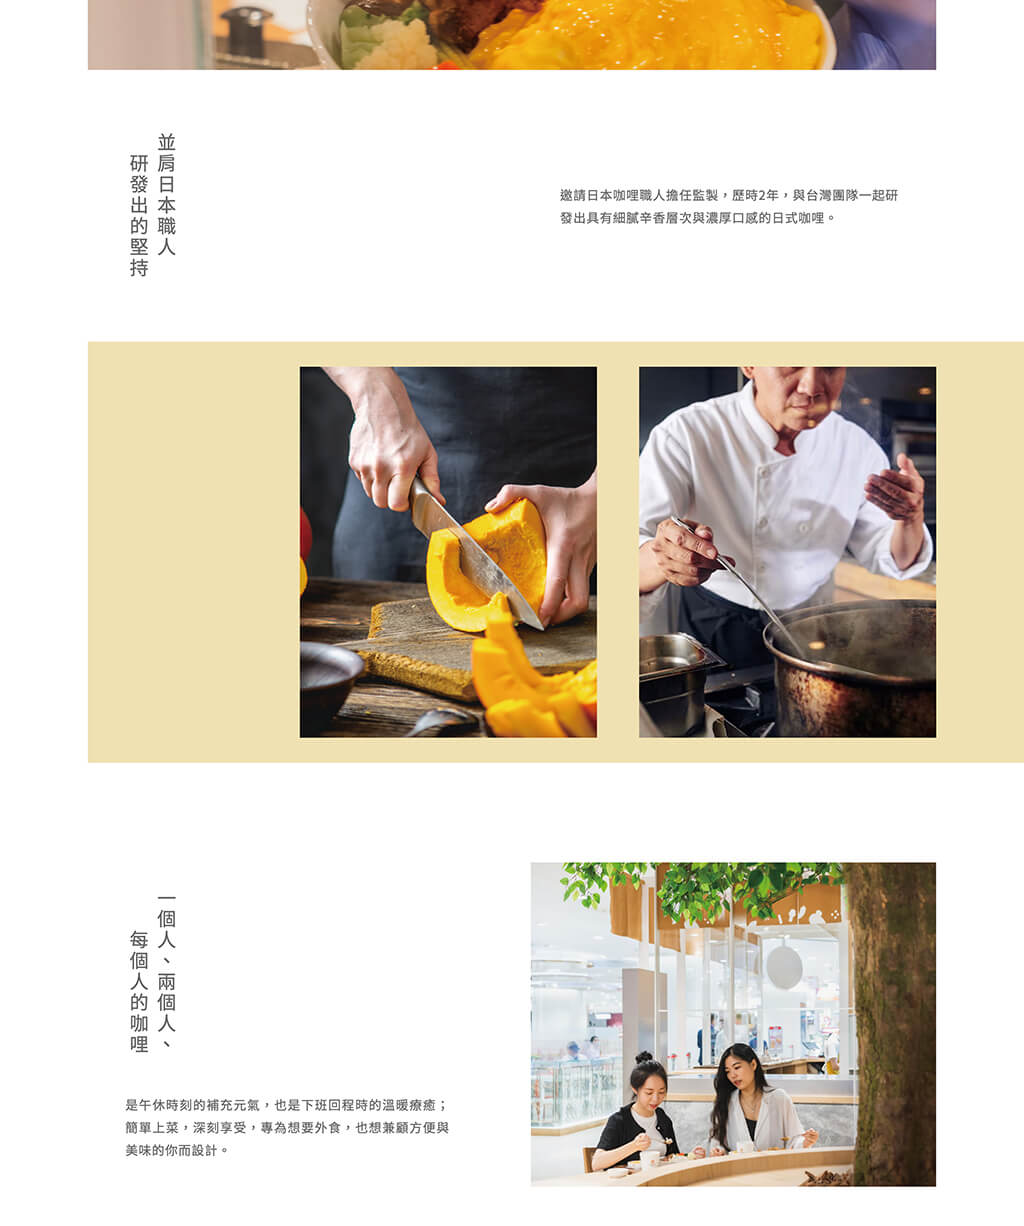 並肩日本職人
研發出的堅持
邀請日本咖哩職人擔任監製，歷時2年，與台灣團隊一起研
發出具有細膩辛香層次與濃厚口感的日式咖哩。
一個人、兩個人、
每個人的咖哩
是午休時刻的補充元氣，也是下班回程時的溫暖療癒；
簡單上菜，深刻享受，專為想要外食，也想兼顧方便與
美味的你而設計。